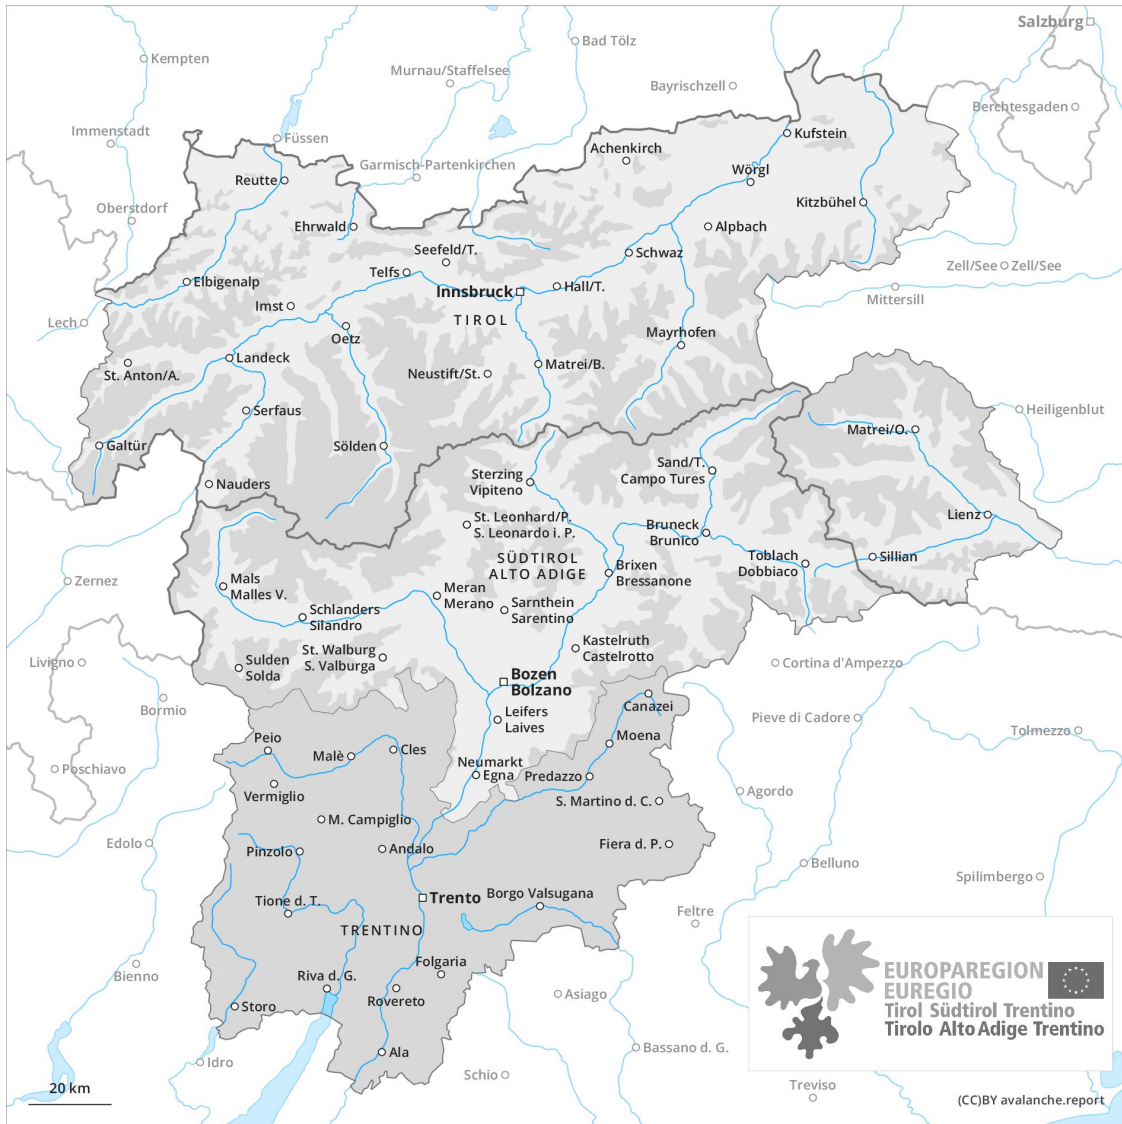 Salzburg
Bad Tölz
Kempten
Murnau/Staffelsee
Bayrischzell
Berchtesgaden
Immenstadt
Füssen
Kufstein
Achenkirch
Garmisch-Partenkirchen
Wörgl
Reutte
Oberstdorf
Kitzbühel
Ehrwald
Alpbach
Seefeld/T.
Schwaz
Telfs
Zell/See
Zell/See
Elbigenalp
Hall/T.
Innsbruck
Mittersill
Imst
TIROL
Lech
Oetz
Mayrhofen
Landeck
Matrei/B.
St. Anton/A.
Neustift/St.
Serfaus
Heiligenblut
Matrei/O.
Galtür
Sölden
Sand/T.
Campo Tures
Sterzing
Vipiteno
Nauders
St. Leonhard/P.
S. Leonardo i. P.
Lienz
Bruneck
Brunico
SÜDTIROL
ALTO ADIGE
Toblach
Dobbiaco
Sillian
Brixen
Bressanone
Zernez
Mals
Malles V.
Meran
Merano
Sarnthein
Sarentino
Schlanders
Silandro
Kastelruth
Castelrotto
St. Walburg
S. Valburga
Livigno
Sulden
Solda
Cortina d'Ampezzo
Bozen
Bolzano
Canazei
Bormio
Leifers
Laives
Pieve di Cadore
Tolmezzo
Moena
Peio
Malè
Cles
Neumarkt
Egna
Predazzo
Poschiavo
Vermiglio
Agordo
S. Martino d. C.
M. Campiglio
Edolo
Fiera d. P.
Pinzolo
Andalo
Belluno
Spilimbergo
Trento
Borgo Valsugana
Tione d. T.
Feltre
TRENTINO
Folgaria
Bienno
Riva d. G.
EUROPAREGION
EUREGIO
Tirol Südtirol Trentino
Tirolo Alto Adige Trentino
Asiago
Rovereto
Storo
Ala
Bassano d. G.
Idro
Schio
20 km
Treviso
(CC)BY avalanche.report